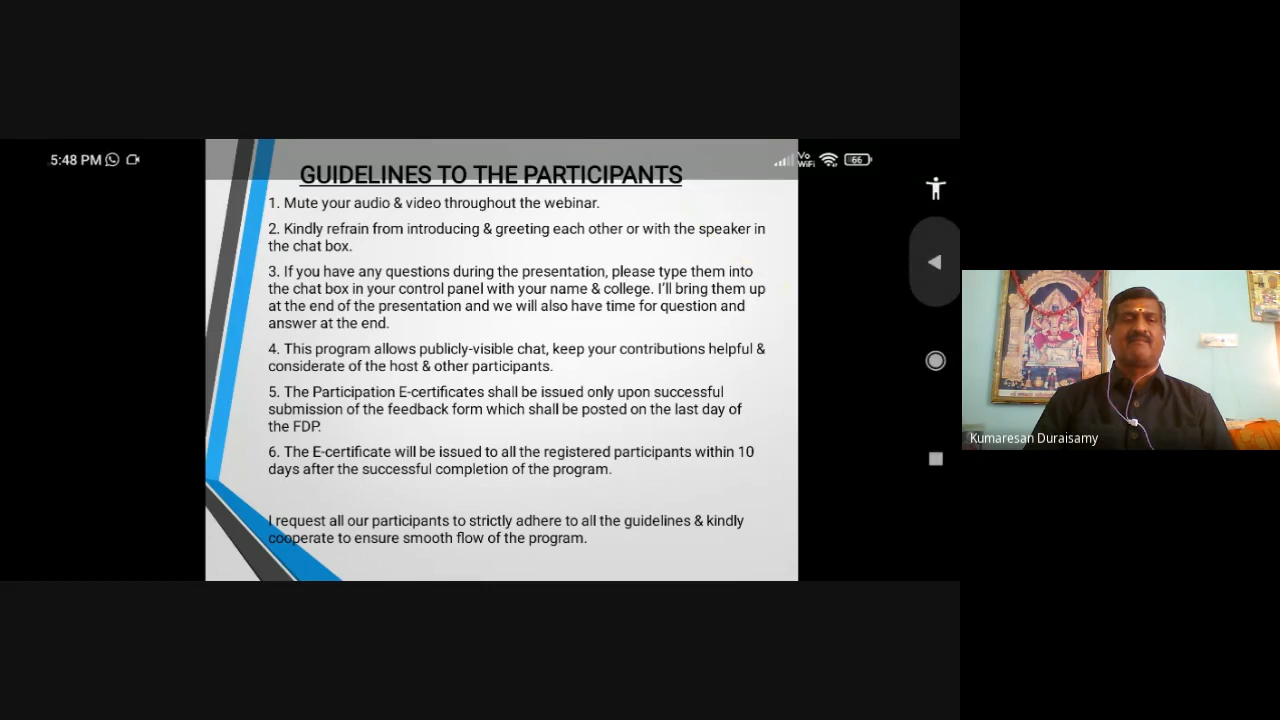 5:48 PM
Vo
WiFi
66
GUIDELINES TO THE PARTICIPANTS
1. Mute your audio & video throughout the webinar.
2. Kindly refrain from introducing & greeting each other or with the speaker in
the chat box.
3. If you have any questions during the presentation, please type them into
the chat box in your control panel with your name & college. I'll bring them up
at the end of the presentation and we will also have time for question and
answer at the end.
4. This program allows publicly-visible chat, keep your contributions helpful &
considerate of the host & other participants.
5. The Participation E-certificates shall be issued only upon successful
submission of the feedback form which shall be posted on the last day of
the FDP.
6. The E-certificate will be issued to all the registered participants within 10
days after the successful completion of the program.
I request all our participants to strictly adhere to all the guidelines & kindly
cooperate to ensure smooth flow of the program.
Kumaresan Duraisamy